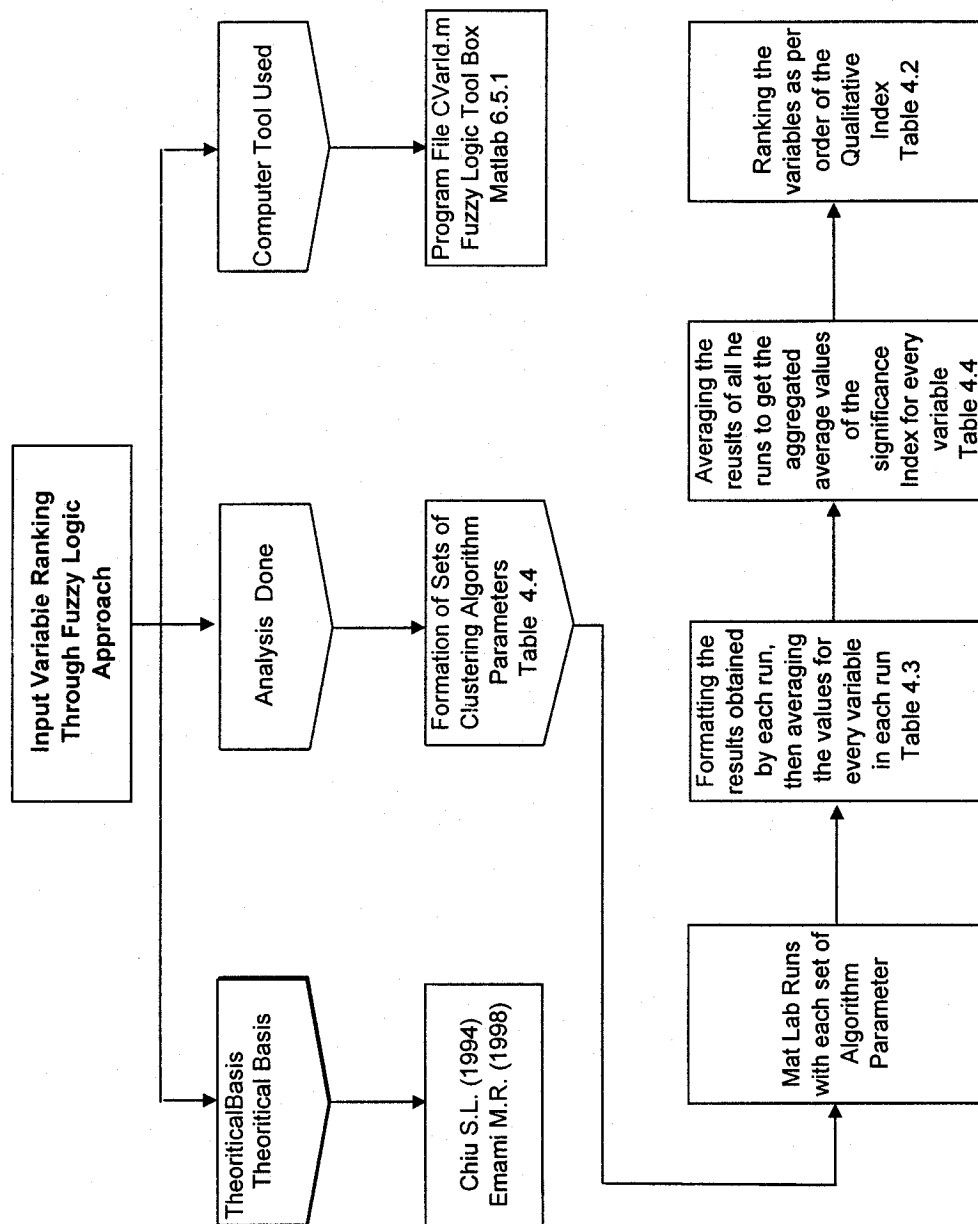 Input Variable Ranking
Through Fuzzy Logic
Approach
TheoriticalBasis
Theoritical Basis
Analysis Done
Computer Tool Used
Chiu S.L. (1994)
Emami M.R. (1998)
Formation of Sets of
Clustering Algorithm
Parameters
Table 4.4
Program File CVarId.m
Fuzzy Logic Tool Box
Matlab 6.5.1
Mat Lab Runs
with each set of
Algorithm
Parameter
Formatting the
results obtained
by each run,
then averaging
the values for
every variable
in each run
Table 4.3
Averaging the
reuslts of all he
runs to get the
aggregated
average values
of the
significance
Index for every
variable
Table 4.4
Ranking the
variables as per
order of the
Qualitative
Index
Table 4.2